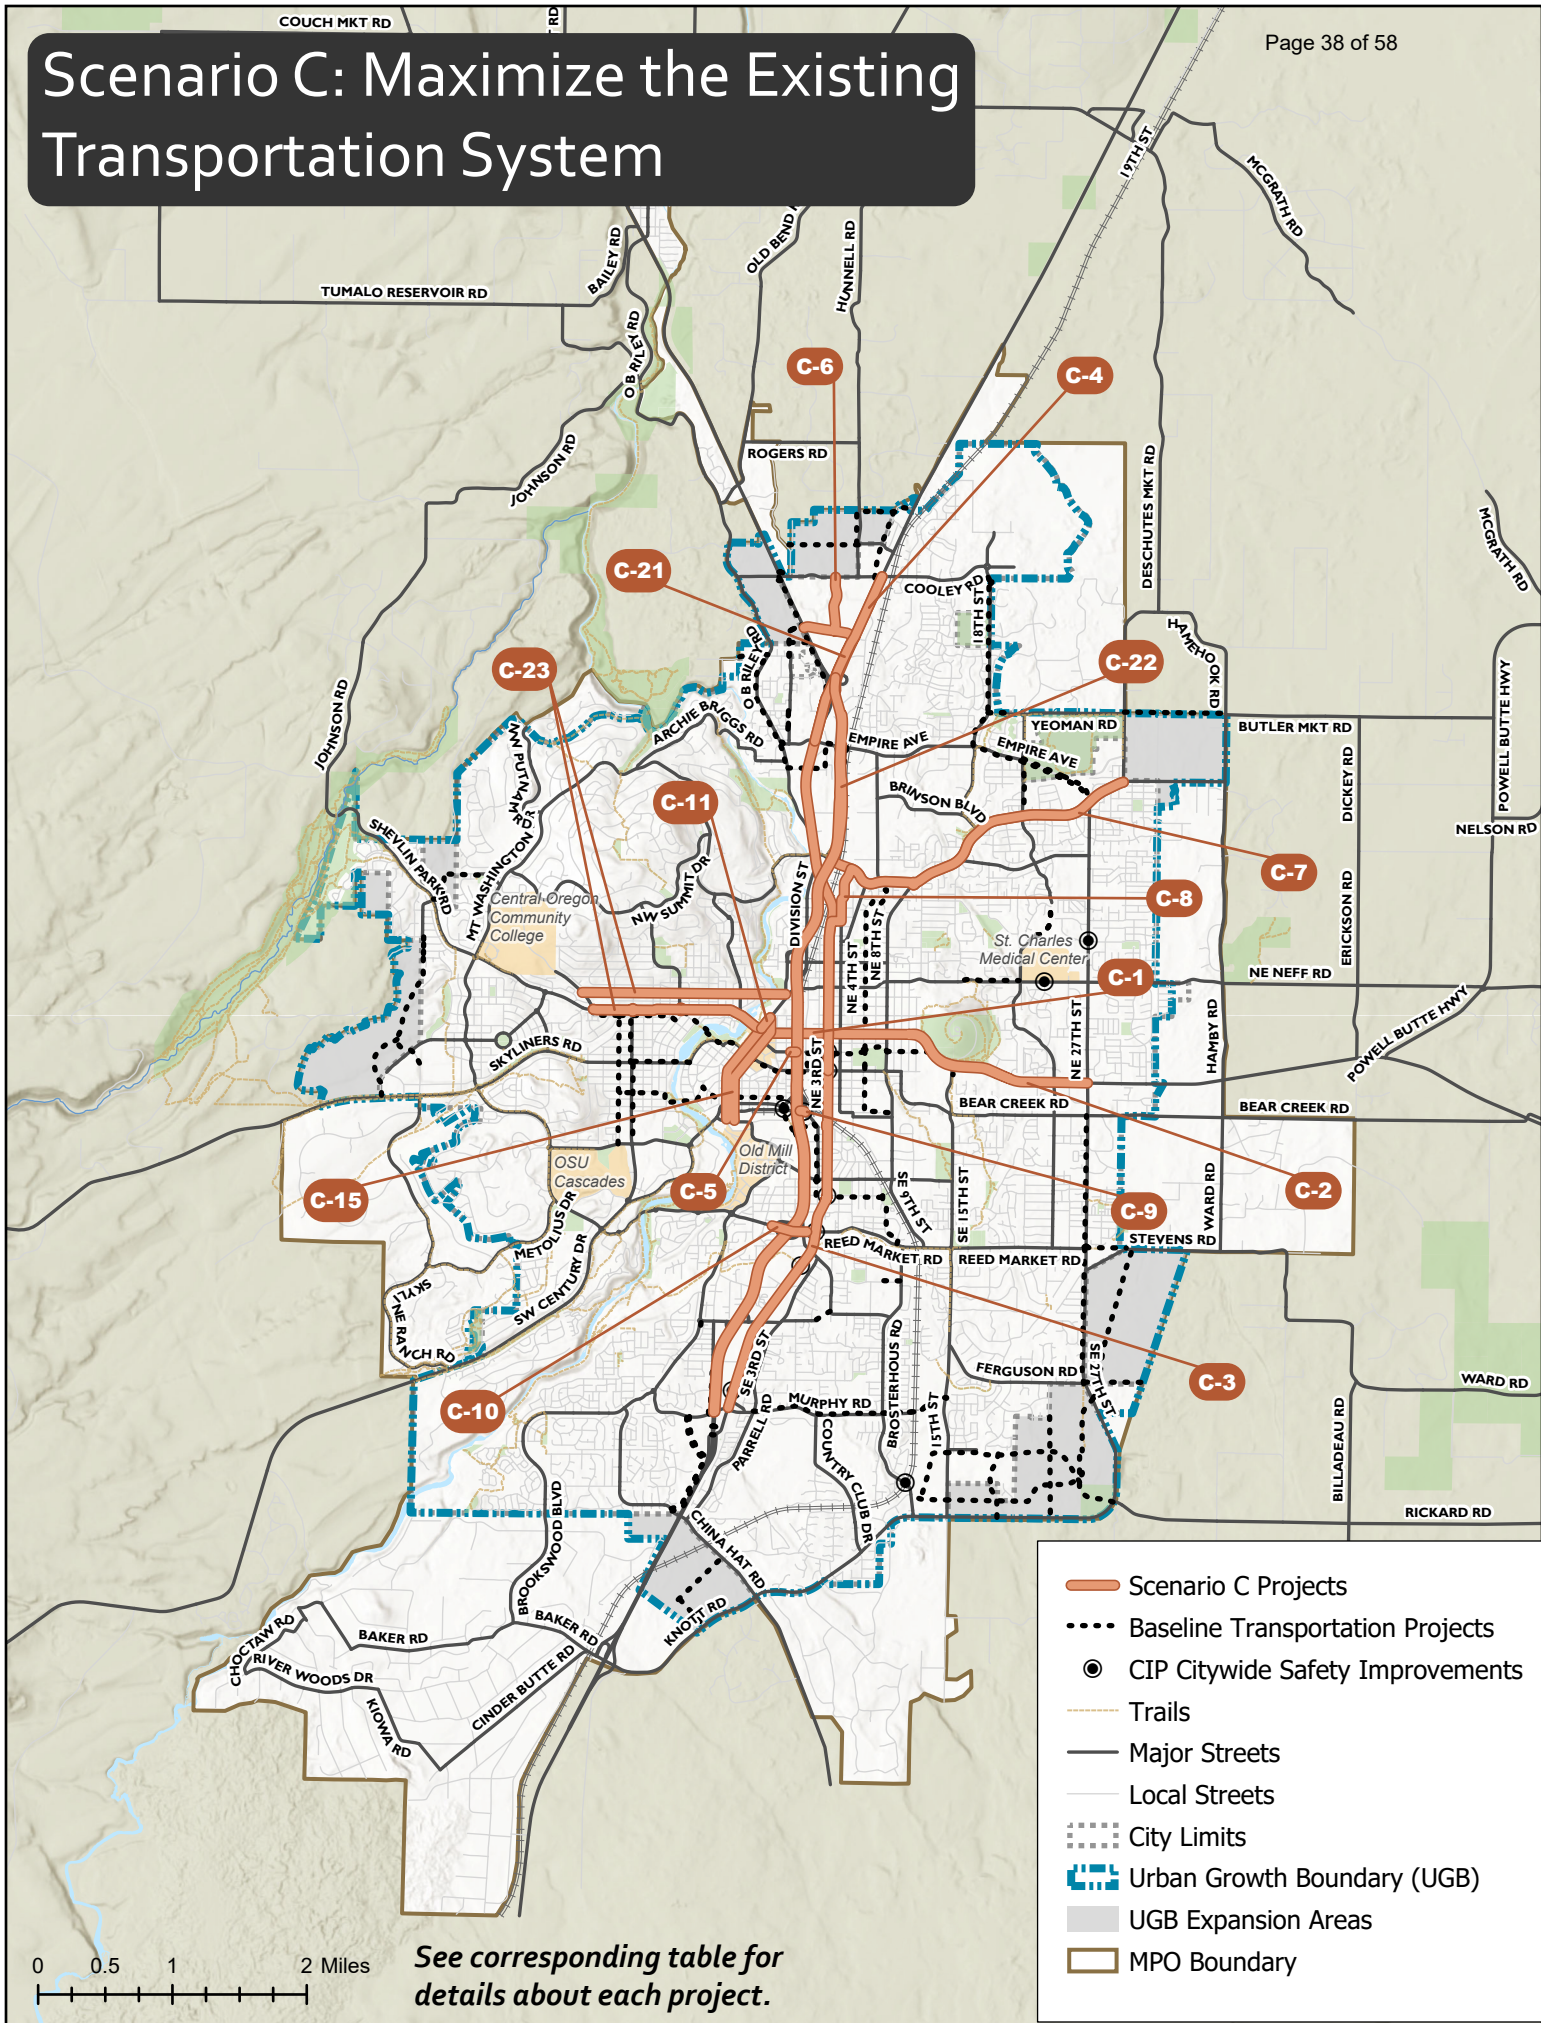 COUCH MKT RD
RD
Page 38 of 58
Scenario C: Maximize the Existing
Transportation System
19TH ST
MCGRATH RD
BAILEY RD
OLD BEND
HUNNELL RD
TUMALO RESERVOIR RD
O B RILEY RD
C-6
C-4
JOHNSON RD
ROGERS RD
DESCHUTES MKT RD
MCGRATH RD
C-21
COOLEY RD
18TH ST
HAMEHOOK RD
C-23
O B RILEY RD
C-22
POWELL BUTTE HWY
JOHNSON RD
NW PUTNAM RD
ARCHIE BRIGGS RD
EMPIRE AVE
YEOMAN RD
EMPIRE AVE
BUTLER MKT RD
DICKEY RD
C-11
BRINSON BLVD
NELSON RD
SHEVLIN PARK RD
MT WASHINGTON
DIVISION ST
C-7
NW SUMMIT DR
Central Oregon
Community
College
C-8
NE 4TH ST
NE 8TH ST
St. Charles
Medical Center
ERICKSON RD
C-1
NE NEFF RD
SKYLINERS RD
NE 3RD ST
NE 27TH ST
HAMBY RD
POWELL BUTTE HWY
BEAR CREEK RD
BEAR CREEK RD
Old Mill
District
OSU
Cascades
C-15
C-5
SE 9TH ST
SE 15TH ST
WARD RD
C-2
C-9
METOLIUS DR
REED MARKET RD
REED MARKET RD
STEVENS RD
SW CENTURY DR
SKYLINE RANCH RD
SE 3RD ST
BROSTERHOUS RD
FERGUSON RD
SE 27TH ST
C-3
WARD RD
C-10
MURPHY RD
PARRELL RD
COUNTRY CLUB DR
15TH ST
BILLADEAU RD
BROOKSWOOD BLVD
CHINA HAT RD
RICKARD RD
CHOCTAW RD
BAKER RD
BAKER RD
KNOTT RD
RIVER WOODS DR
CINDER BUTTE RD
KIOWA RD
Scenario C Projects
Baseline Transportation Projects
CIP Citywide Safety Improvements
Trails
Major Streets
Local Streets
City Limits
Urban Growth Boundary (UGB)
UGB Expansion Areas
MPO Boundary
0 0.5 1 2 Miles
See corresponding table for
details about each project.